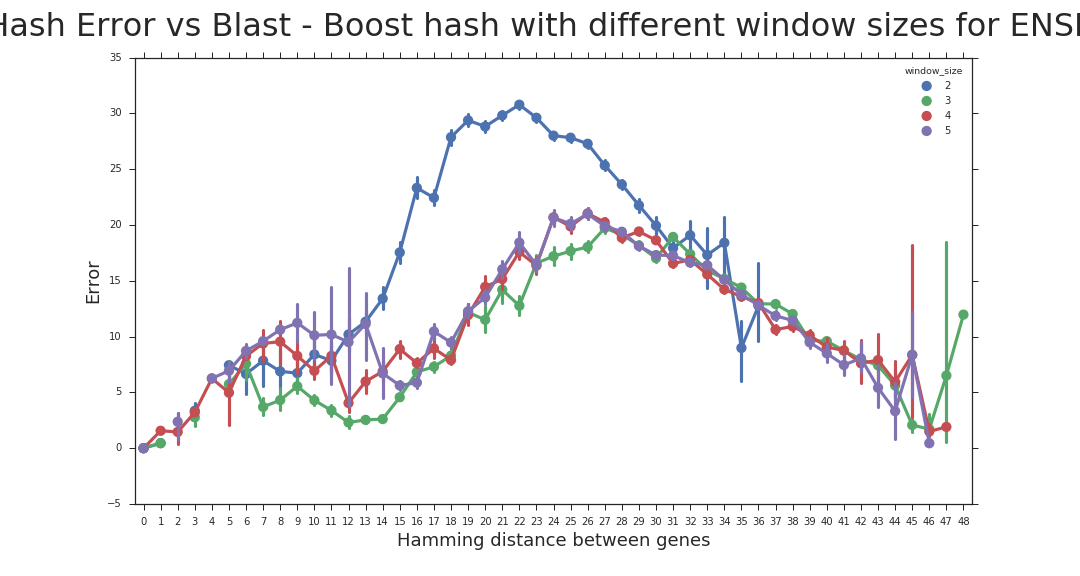 Hash Error vs Blast - Boost hash with different window sizes for ENS
window_size
2
3
4
5
35
30
25
20
15
10
5
0
−5
Error
0 1 2 3 4 5 6 7 8 9 10 11 12 13 14 15 16 17 18 19 20 21 22 23 24 25 26 27 28 29 30 31 32 33 34 35 36 37 38 39 40 41 42 43 44 45 46 47 48
Hamming distance between genes